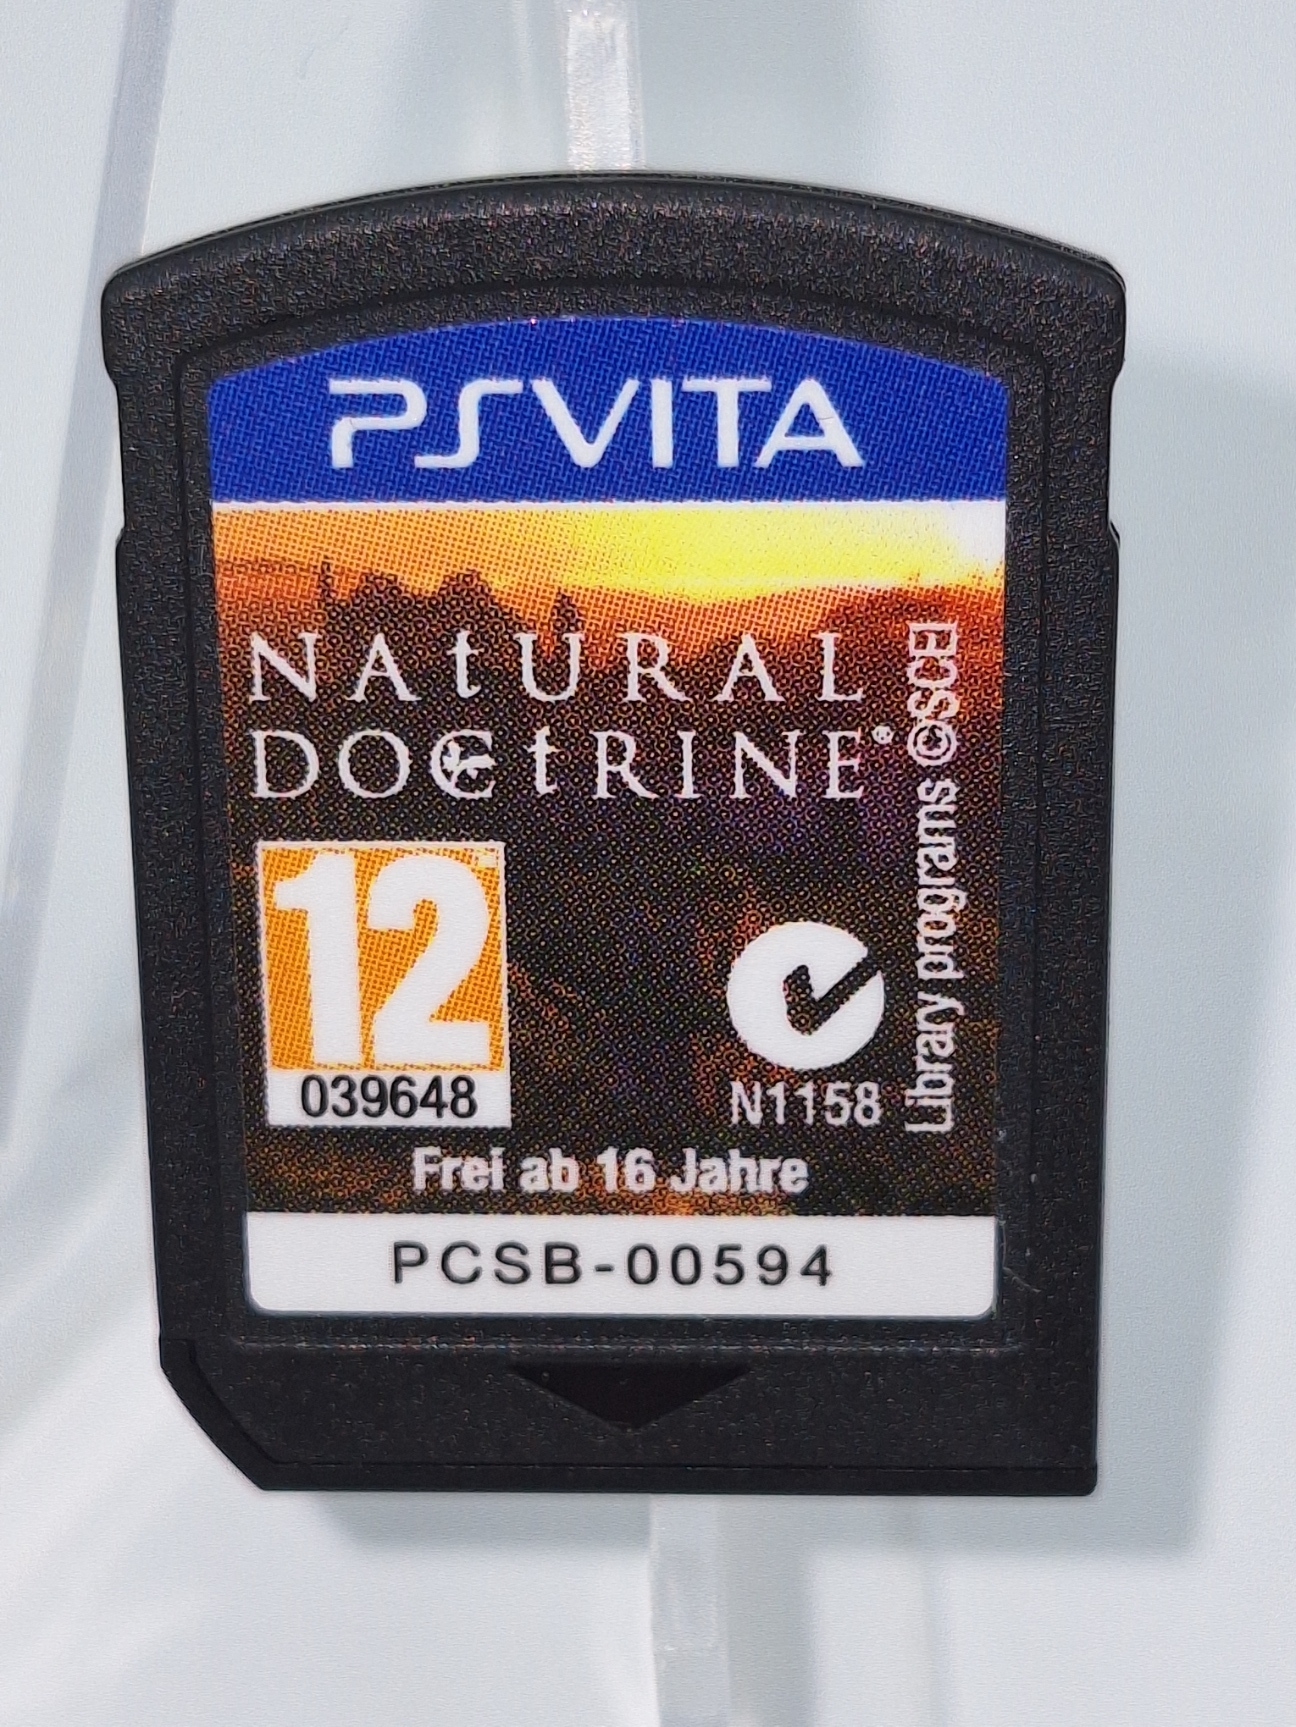 PSVITA
NAtURAL
DOCtRINE®
Library programs ©SCEI
12
039648
N1158
Frei ab 16 Jahre
PCSB-00594